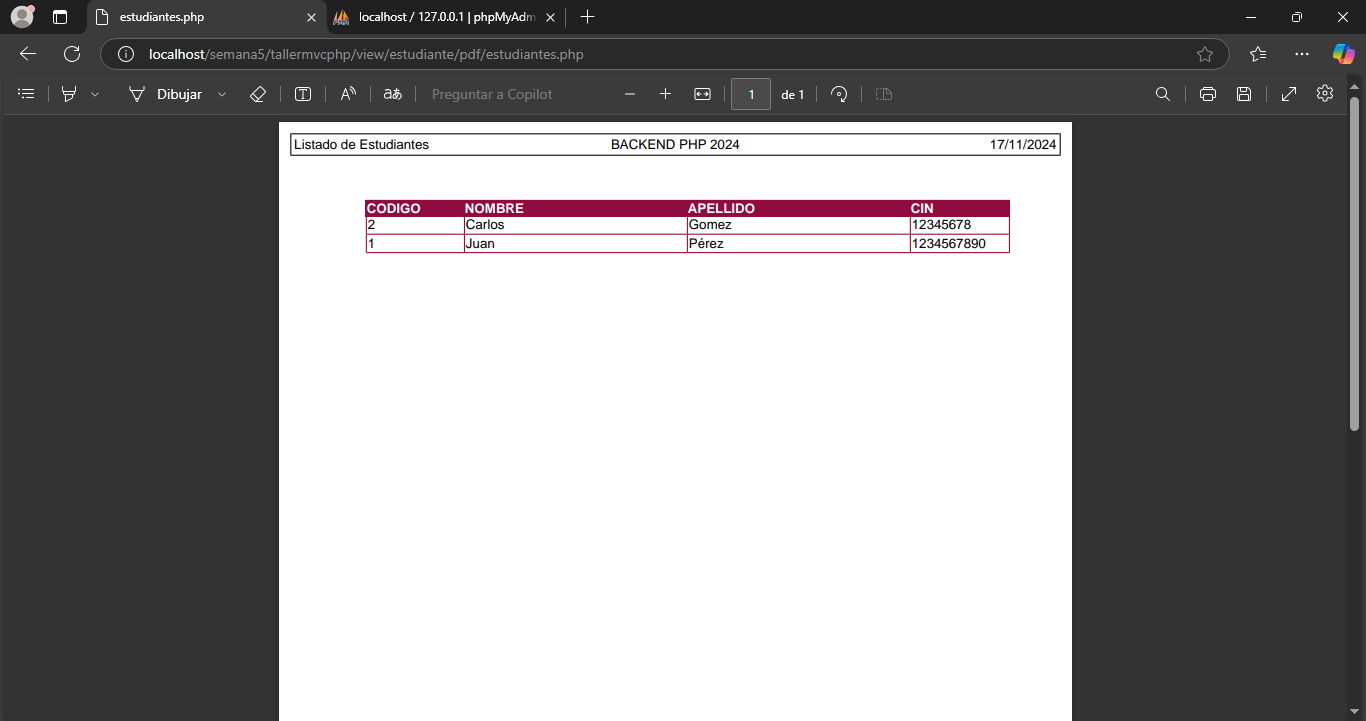 estudiantes.php
localhost / 127.0.0.1 | phpMyAdm
localhost/semana5/tallermvcphp/view/estudiante/pdf/estudiantes.php
Dibujar
aあ
Preguntar a Copilot
1 de 1
Listado de Estudiantes BACKEND PHP 2024 17/11/2024
CODIGO NOMBRE APELLIDO CIN
2 Carlos Gomez 12345678
1 Juan Pérez 1234567890